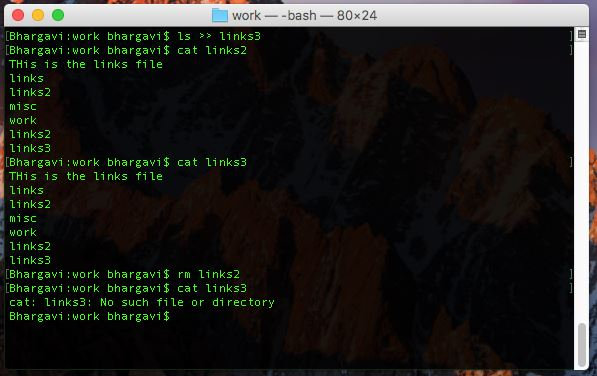 work — -bash — 80×24
[Bhargavi:work bhargavi$ ls >> links3 ]
[Bhargavi:work bhargavi$ cat links2 ]
THis is the links file
links
links2
misc
work
links2
links3
[Bhargavi:work bhargavi$ cat links3 ]
THis is the links file
links
links2
misc
work
links2
links3
[Bhargavi:work bhargavi$ rm links2 ]
[Bhargavi:work bhargavi$ cat links3 ]
cat: links3: No such file or directory
Bhargavi:work bhargavi$